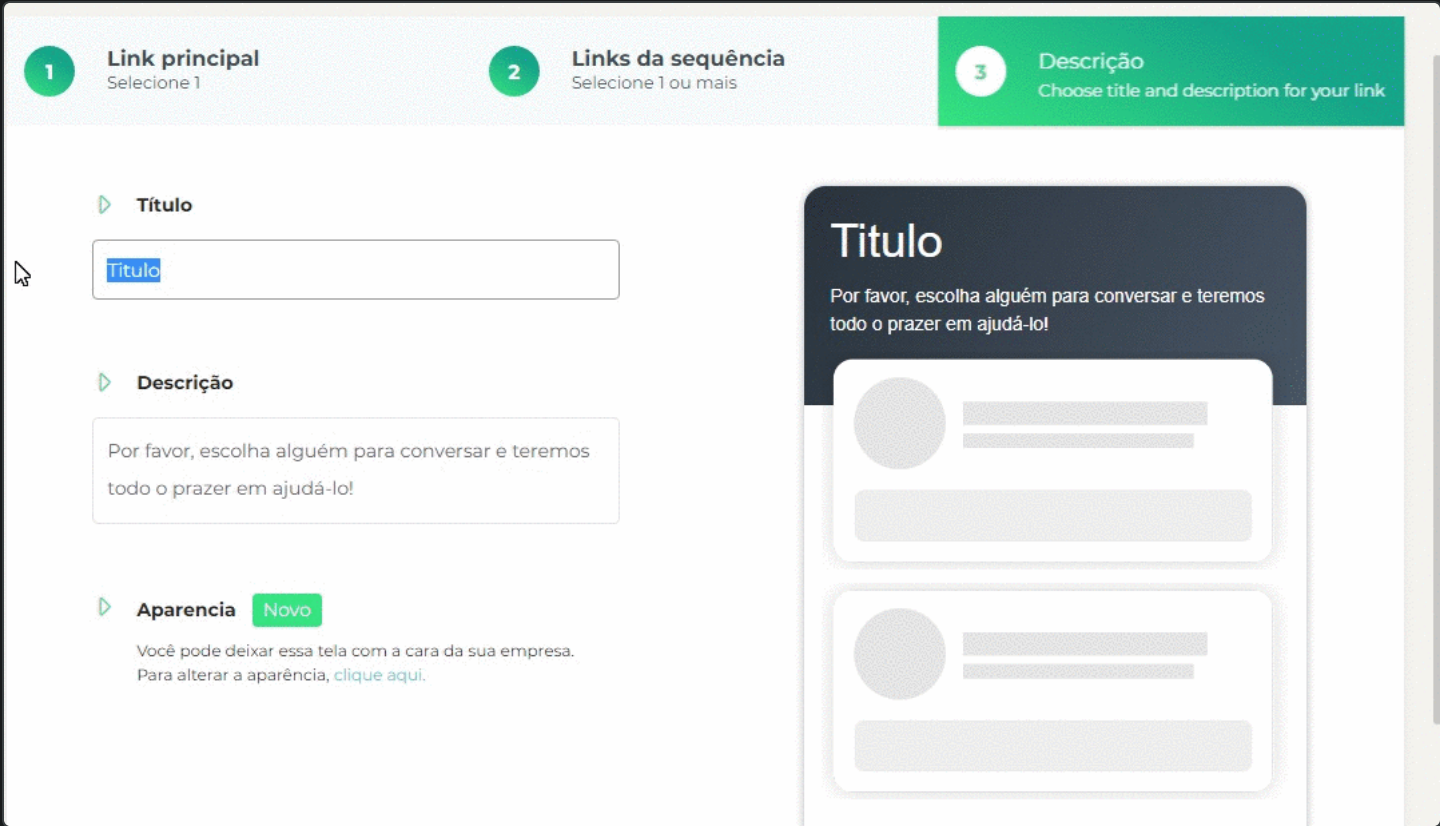 1
Link principal
Selecione 1
2
Links da sequência
Selecione 1 ou mais
3
Descrição
Choose title and description for your link
Título
Titulo
Descrição
Por favor, escolha alguém para conversar e teremos
todo o prazer em ajudá-lo!
Aparencia Novo
Você pode deixar essa tela com a cara da sua empresa.
Para alterar a aparência, clique aqui.
Titulo
Por favor, escolha alguém para conversar e teremos
todo o prazer em ajudá-lo!